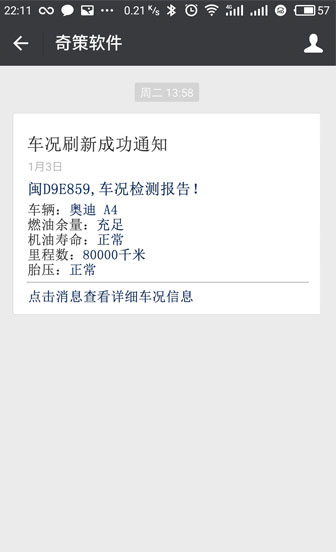 22:11 ... 0.21 K/s 4G 57
奇策软件
周二 13:58
车况刷新成功通知
1月3日
闽D9E859,车况检测报告!
车辆: 奥迪 A4
燃油余量: 充足
机油寿命: 正常
里程数: 80000千米
胎压: 正常
点击消息查看详细车况信息